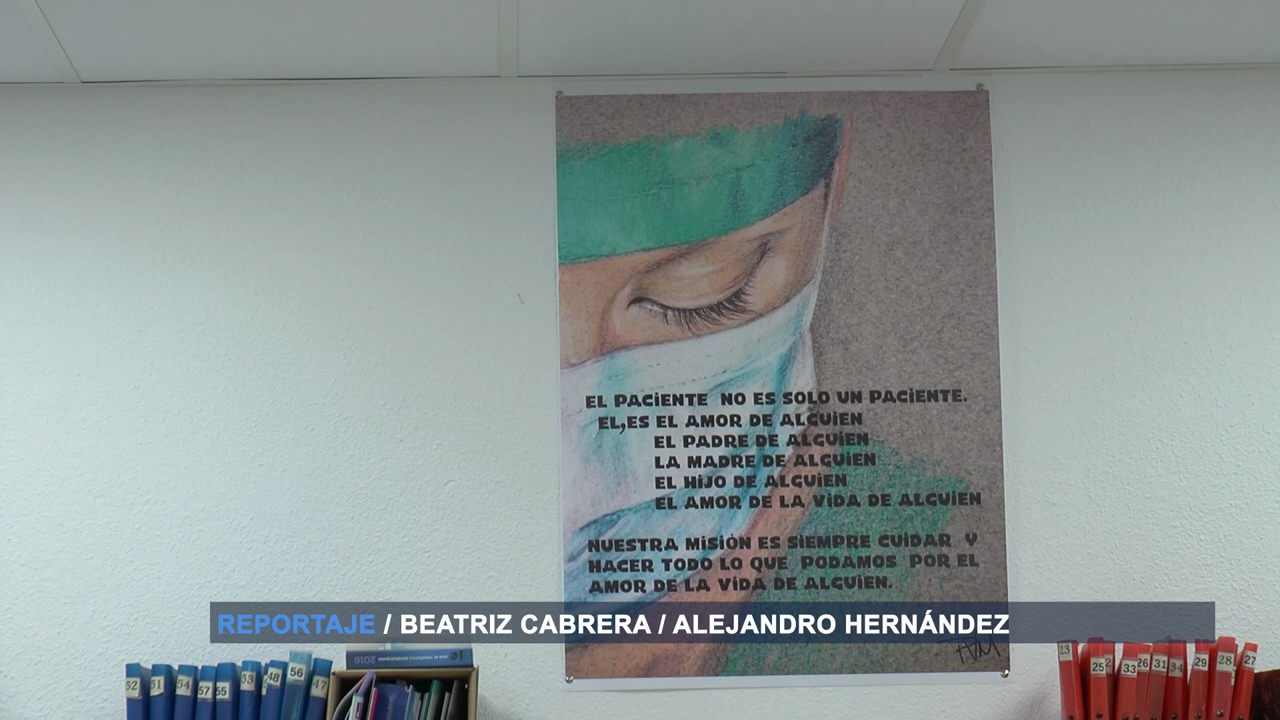 EL PACIENTE NO ES SOLO UN PACIENTE.
EL,ES EL AMOR DE ALGUIEN
EL PADRE DE ALGUIEN
LA MADRE DE ALGUIEN
EL HIJO DE ALGUIEN
EL AMOR DE LA VIDA DE ALGUIEN
NUESTRA MISIÓN ES SIEMPRE CUIDAR Y
HACER TODO LO QUE PODAMOS POR EL
AMOR DE LA VIDA DE ALGUIEN.
REPORTAJE / BEATRIZ CABRERA / ALEJANDRO HERNÁNDEZ
2016
52 51 54 57 55 53 48 56 47
23 25 33 26 31 34 29 28 27